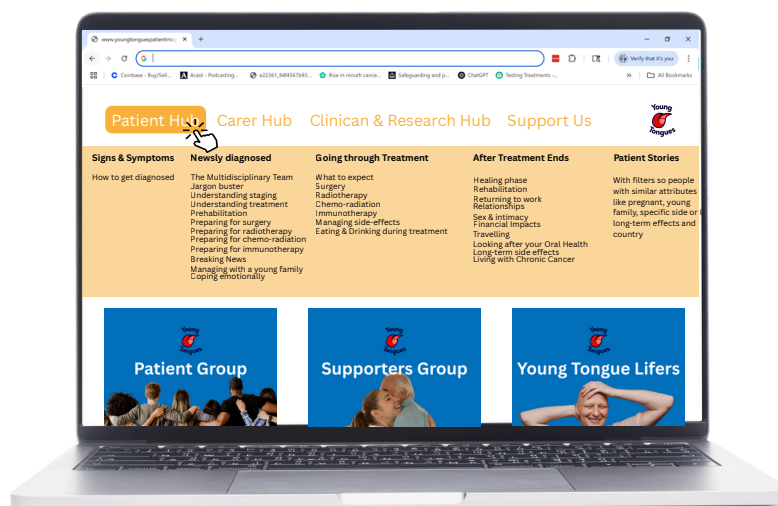 www.youngtonguespatientinsi
Coinbase - Buy/Sell...
Acast - Podcasting...
e22561_84f4567b93...
Rise in mouth cance...
Safeguarding and p...
ChatGPT
Testing Treatments -...
Verify that it's you
All Bookmarks
Patient Hub
Carer Hub
Clinican & Research Hub
Support Us
Young
Tongues
Signs & Symptoms
How to get diagnosed
Newsly diagnosed
The Multidisciplinary Team
Jargon buster
Understanding staging
Understanding treatment
Prehabilitation
Preparing for surgery
Preparing for radiotherapy
Preparing for chemo-radiation
Preparing for immunotherapy
Breaking News
Managing with a young family
Coping emotionally
Going through Treatment
What to expect
Surgery
Radiotherapy
Chemo-radiation
Immunotherapy
Managing side-effects
Eating & Drinking during treatment
After Treatment Ends
Healing phase
Rehabilitation
Returning to work
Relationships
Sex & intimacy
Financial Impacts
Travelling
Looking after your Oral Health
Long-term side effects
Living with Chronic Cancer
Patient Stories
With filters so people
with similar attributes
like pregnant, young
family, specific side or
long-term effects and
country
Young
Tongues
Patient Group
Young
Tongues
Supporters Group
Young
Tongues
Young Tongue Lifers